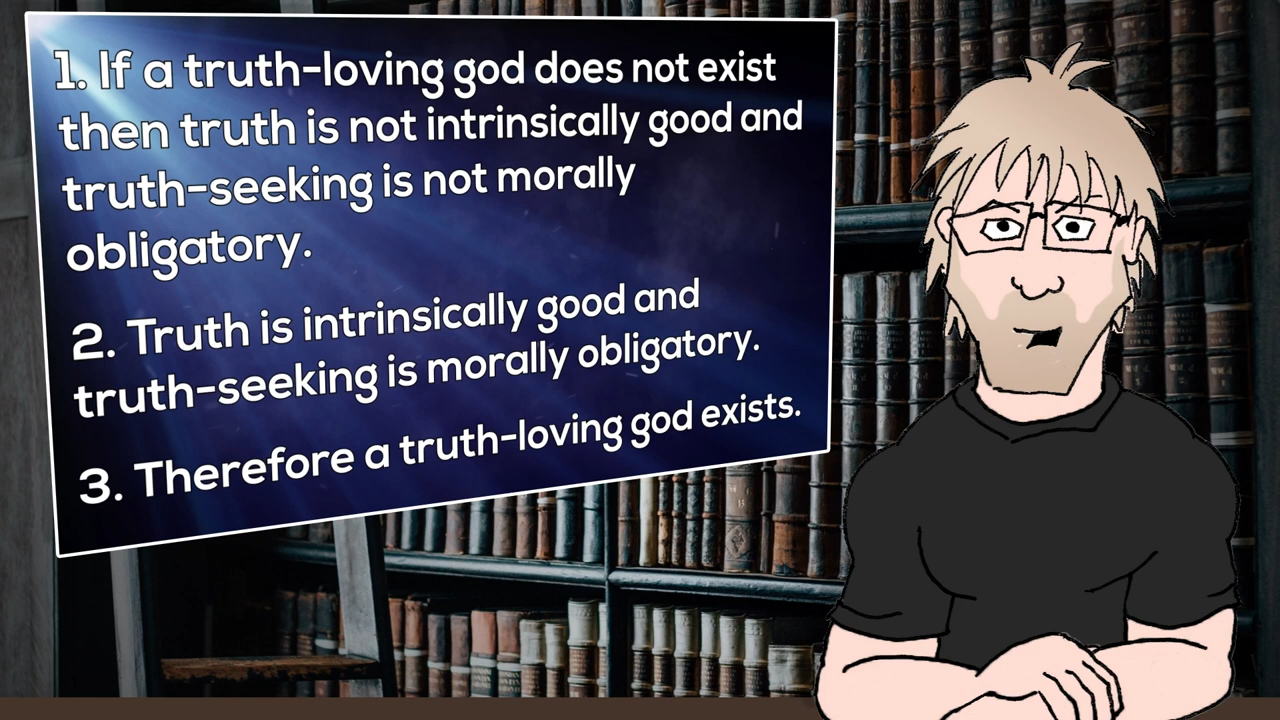 1. If a truth-loving god does not exist
then truth is not intrinsically good and
truth-seeking is not morally
obligatory.
2. Truth is intrinsically good and
truth-seeking is morally obligatory.
3. Therefore a truth-loving god exists.